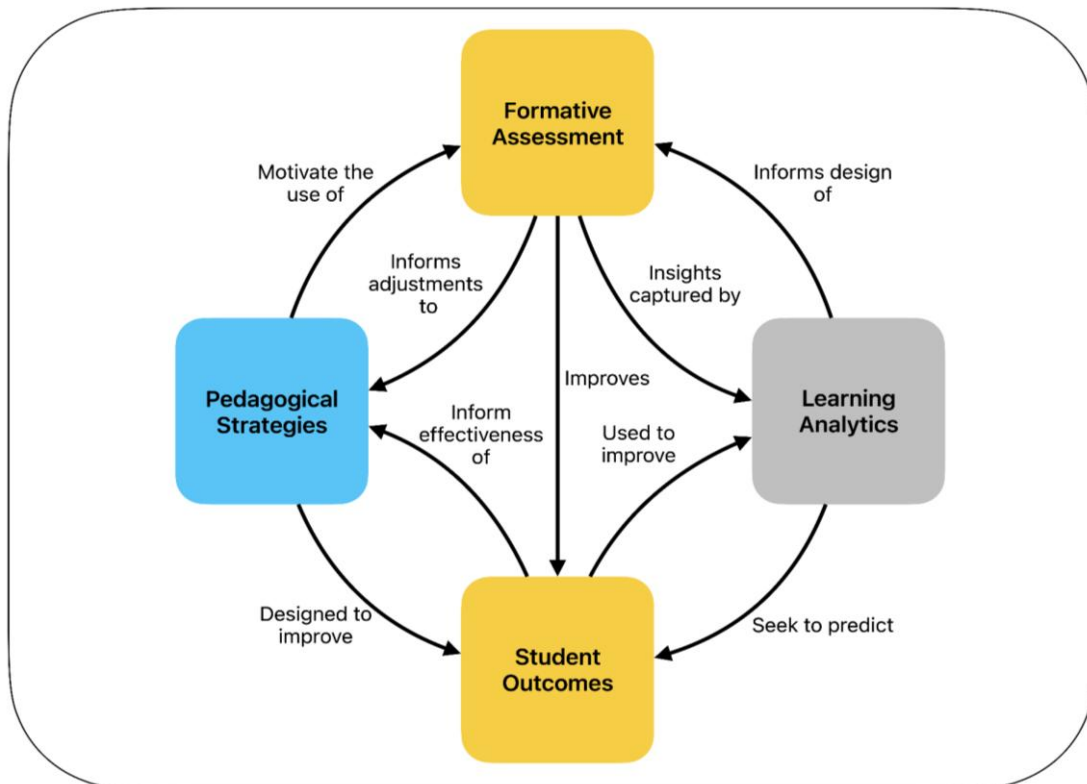 Formative
Assessment
Motivate the
use of
Informs design
of
Informs
adjustments
to
Insights
captured by
Pedagogical
Strategies
Improves
Learning
Analytics
Inform
effectiveness
of
Used to
improve
Designed to
improve
Seek to predict
Student
Outcomes